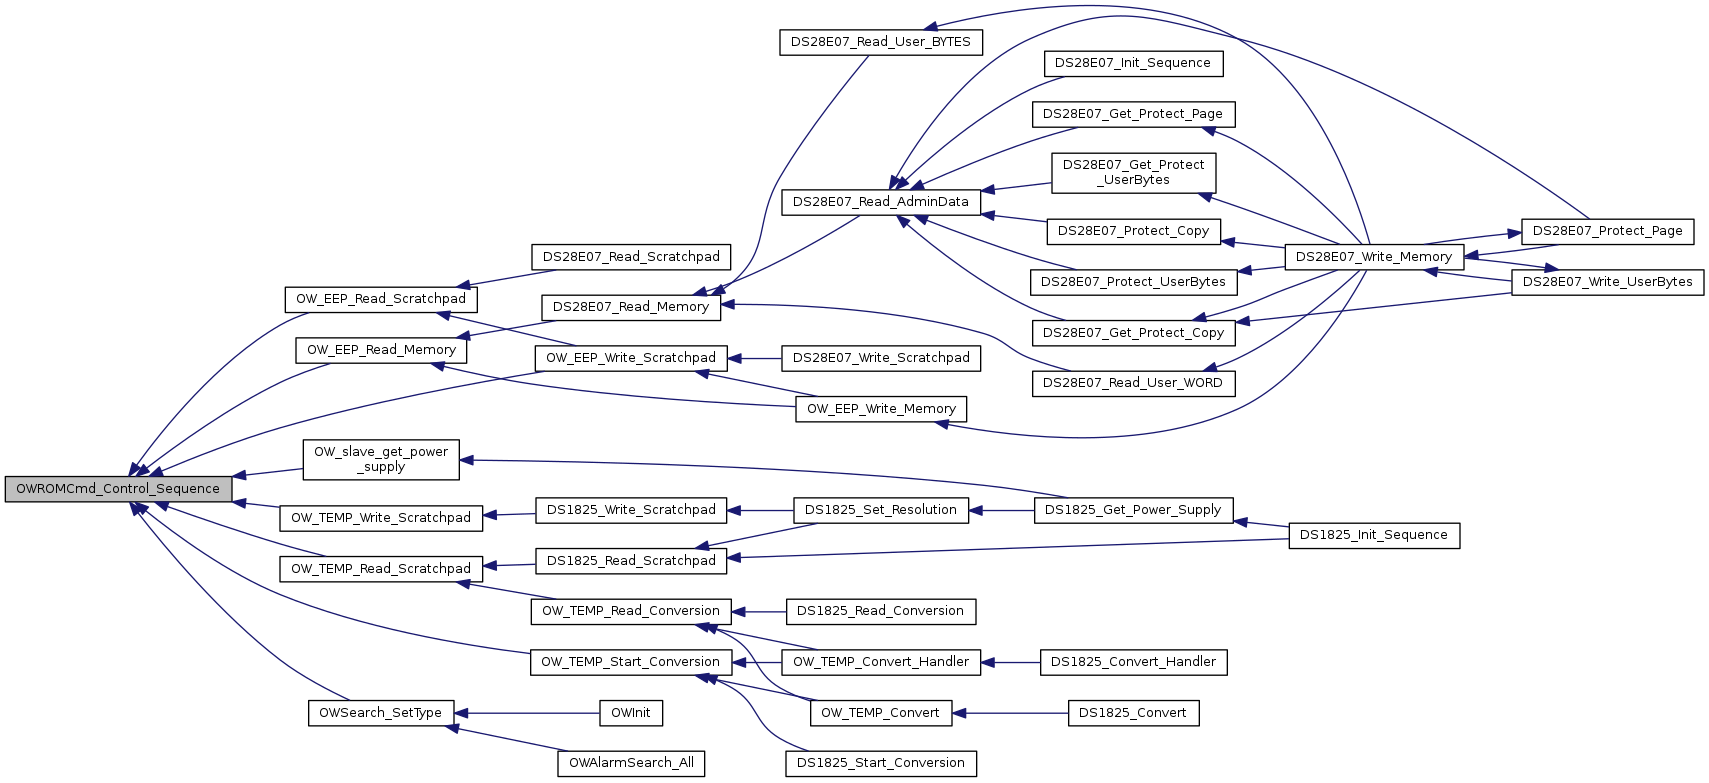 DS28E07_Read_User_BYTES
DS28E07_Init_Sequence
DS28E07_Get_Protect_Page
DS28E07_Get_Protect
_UserBytes
DS28E07_Read_AdminData
DS28E07_Protect_Copy
DS28E07_Protect_Page
DS28E07_Read_Scratchpad
DS28E07_Write_Memory
DS28E07_Protect_UserBytes
DS28E07_Write_UserBytes
OW_EEP_Read_Scratchpad
DS28E07_Read_Memory
DS28E07_Get_Protect_Copy
OW_EEP_Read_Memory
OW_EEP_Write_Scratchpad
DS28E07_Write_Scratchpad
DS28E07_Read_User_WORD
OW_EEP_Write_Memory
OW_slave_get_power
_supply
OWROMCmd_Control_Sequence
OW_TEMP_Write_Scratchpad
DS1825_Write_Scratchpad
DS1825_Set_Resolution
DS1825_Get_Power_Supply
DS1825_Init_Sequence
OW_TEMP_Read_Scratchpad
DS1825_Read_Scratchpad
OW_TEMP_Read_Conversion
DS1825_Read_Conversion
OW_TEMP_Start_Conversion
OW_TEMP_Convert_Handler
DS1825_Convert_Handler
OWSearch_SetType
OWInit
OW_TEMP_Convert
DS1825_Convert
OWAlarmSearch_All
DS1825_Start_Conversion